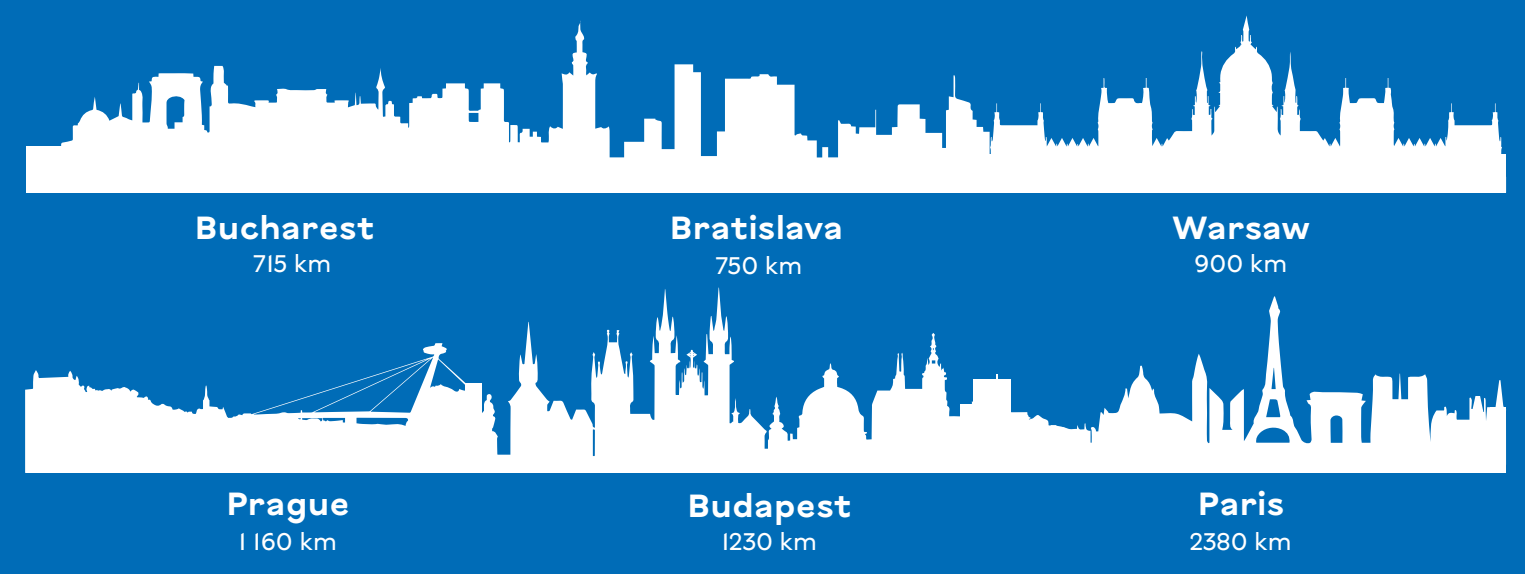 Bucharest
715 km
Bratislava
750 km
Warsaw
900 km
Prague
1 160 km
Budapest
1230 km
Paris
2380 km